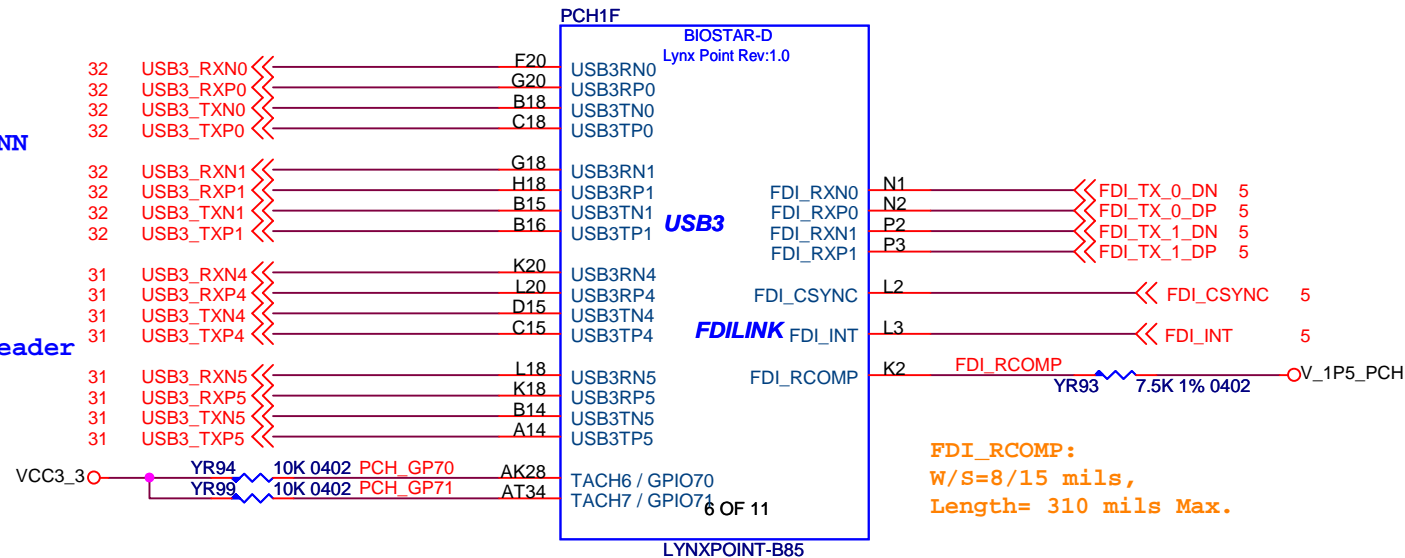 PCH1F
BIOSTAR-D
Lynx Point Rev:1.0
32 USB3_RXN0 F20 USB3RN0
32 USB3_RXP0 G20 USB3RP0
32 USB3_TXN0 B18 USB3TN0
32 USB3_TXP0 C18 USB3TP0
NN
32 USB3_RXN1 G18 USB3RN1
32 USB3_RXP1 H18 USB3RP1
32 USB3_TXN1 B15 USB3TN1
32 USB3_TXP1 B16 USB3TP1
USB3
FDI_RXN0 N1 FDI_TX_0_DN 5
FDI_RXP0 N2 FDI_TX_0_DP 5
FDI_RXN1 P2 FDI_TX_1_DN 5
FDI_RXP1 P3 FDI_TX_1_DP 5
31 USB3_RXN4 K20 USB3RN4
31 USB3_RXP4 L20 USB3RP4
31 USB3_TXN4 D15 USB3TN4
31 USB3_TXP4 C15 USB3TP4
FDI_CSYNC L2 FDI_CSYNC 5
FDILINK
FDI_INT L3 FDI_INT 5
eader
31 USB3_RXN5 L18 USB3RN5
31 USB3_RXP5 K18 USB3RP5
31 USB3_TXN5 B14 USB3TN5
31 USB3_TXP5 A14 USB3TP5
FDI_RCOMP K2 FDI_RCOMP YR93 7.5K 1% 0402 V_1P5_PCH
VCC3_3 YR94 10K 0402 PCH_GP70 AK28 TACH6 / GPIO70
YR99 10K 0402 PCH_GP71 AT34 TACH7 / GPIO71
6 OF 11
FDI_RCOMP:
W/S=8/15 mils,
Length= 310 mils Max.
LYNXPOINT-B85